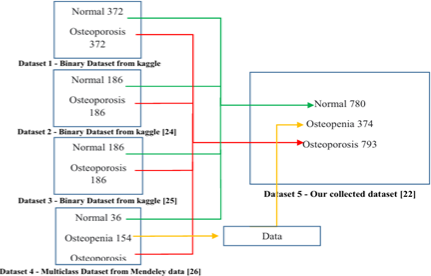 Normal 372
Osteoporosis
372
Dataset 1 - Binary Dataset from kaggle
Normal 186
Osteoporosis
186
Dataset 2 - Binary Dataset from kaggle [24]
Normal 186
Osteoporosis
186
Dataset 3 - Binary Dataset from kaggle [25]
Normal 36
Osteopenia 154
Osteoporosis
Dataset 4 - Multiclass Dataset from Mendeley data [26]
Normal 780
Osteopenia 374
Osteoporosis 793
Dataset 5 - Our collected dataset [22]
Data